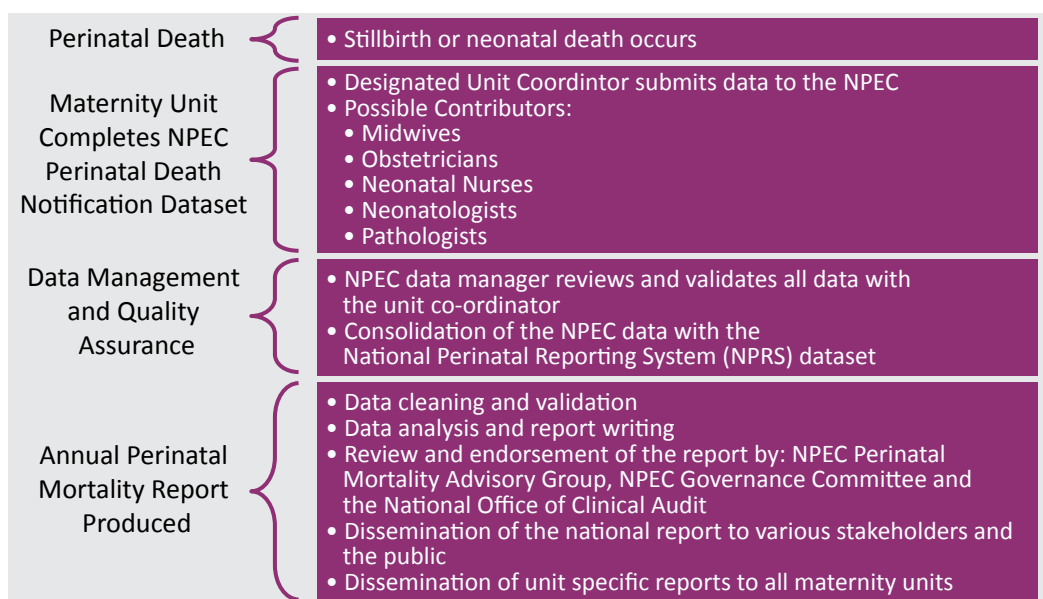 Perinatal Death
• Stillbirth or neonatal death occurs
Maternity Unit
Completes NPEC
Perinatal Death
Notification Dataset
• Designated Unit Coordintor submits data to the NPEC
• Possible Contributors:
• Midwives
• Obstetricians
• Neonatal Nurses
• Neonatologists
• Pathologists
Data Management
and Quality
Assurance
• NPEC data manager reviews and validates all data with
the unit co-ordinator
• Consolidation of the NPEC data with the
National Perinatal Reporting System (NPRS) dataset
Annual Perinatal
Mortality Report
Produced
• Data cleaning and validation
• Data analysis and report writing
• Review and endorsement of the report by: NPEC Perinatal
Mortality Advisory Group, NPEC Governance Committee and
the National Office of Clinical Audit
• Dissemination of the national report to various stakeholders and
the public
• Dissemination of unit specific reports to all maternity units